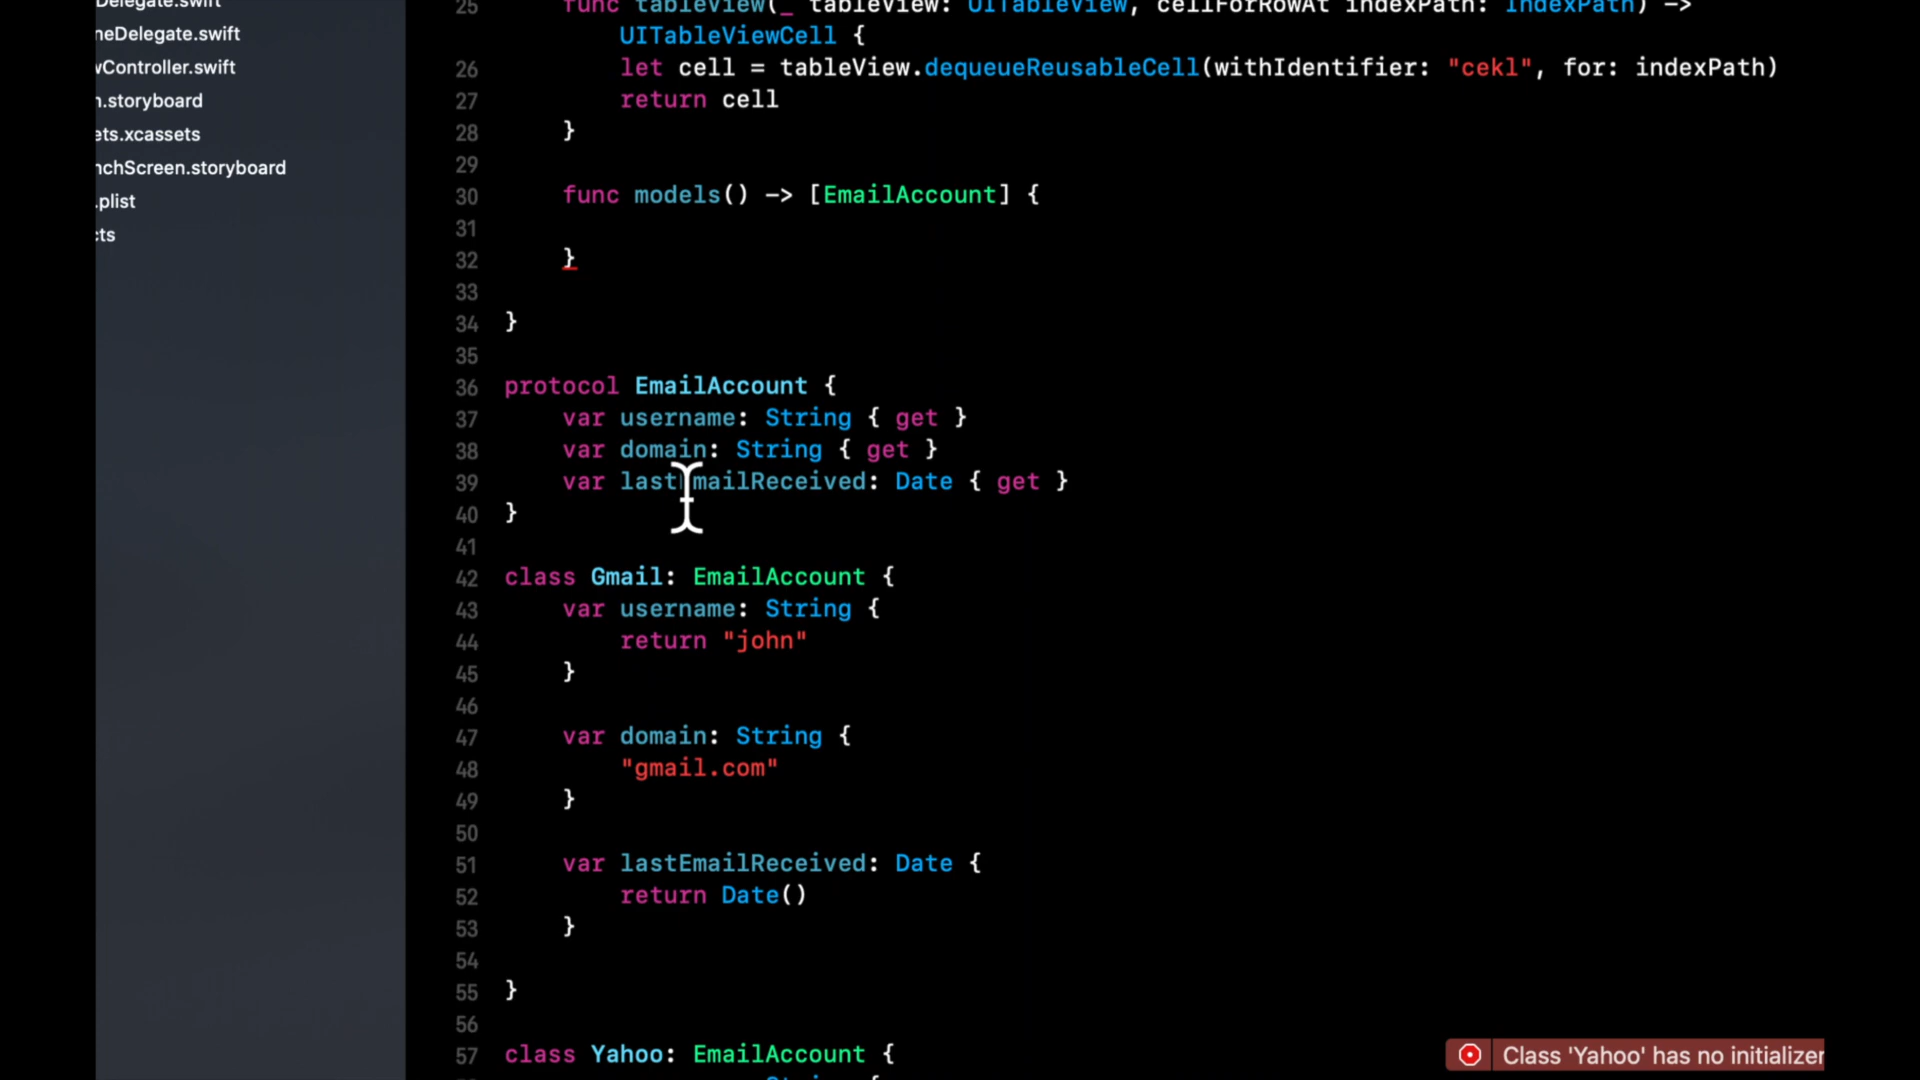 Delegate.swift
neDelegate.swift
wController.swift
n.storyboard
ets.xcassets
nchScreen.storyboard
.plist
cts
25 func tableView(_ tableView: UITableView, cellForRowAt indexPath: IndexPath) ->
UITableViewCell {
26 let cell = tableView.dequeueReusableCell(withIdentifier: "cekl", for: indexPath)
27 return cell
28 }
29
30 func models() -> [EmailAccount] {
31
32 }
33
34 }
35
36 protocol EmailAccount {
37 var username: String { get }
38 var domain: String { get }
39 var lastEmailReceived: Date { get }
40 }
41
42 class Gmail: EmailAccount {
43 var username: String {
44 return "john"
45 }
46
47 var domain: String {
48 "gmail.com"
49 }
50
51 var lastEmailReceived: Date {
52 return Date()
53 }
54
55 }
56
57 class Yahoo: EmailAccount {
Class 'Yahoo' has no initializer